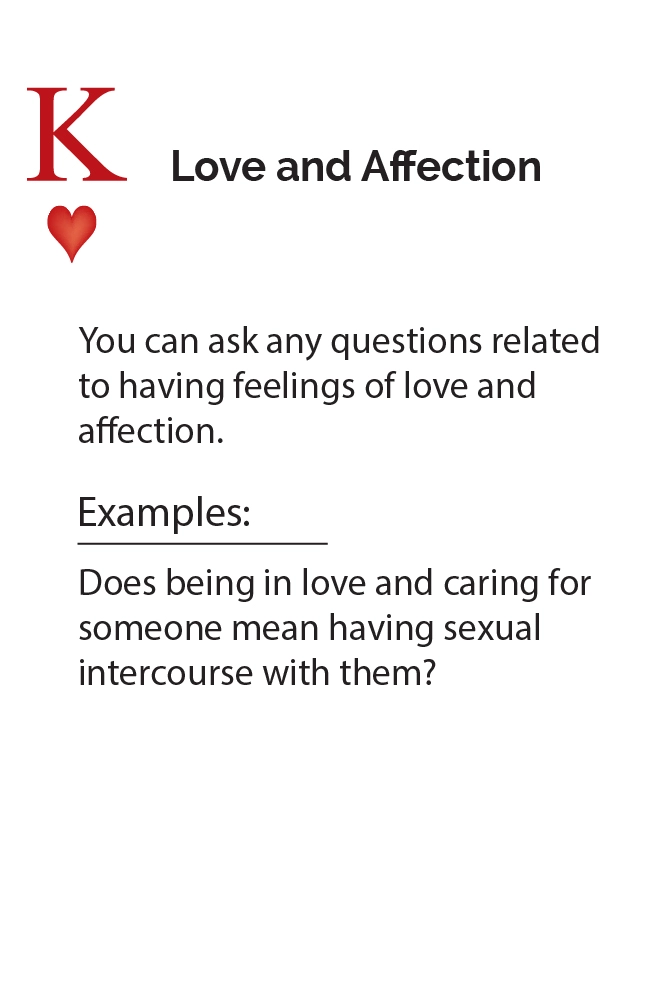 K
Love and Affection
You can ask any questions related
to having feelings of love and
affection.
Examples:
Does being in love and caring for
someone mean having sexual
intercourse with them?